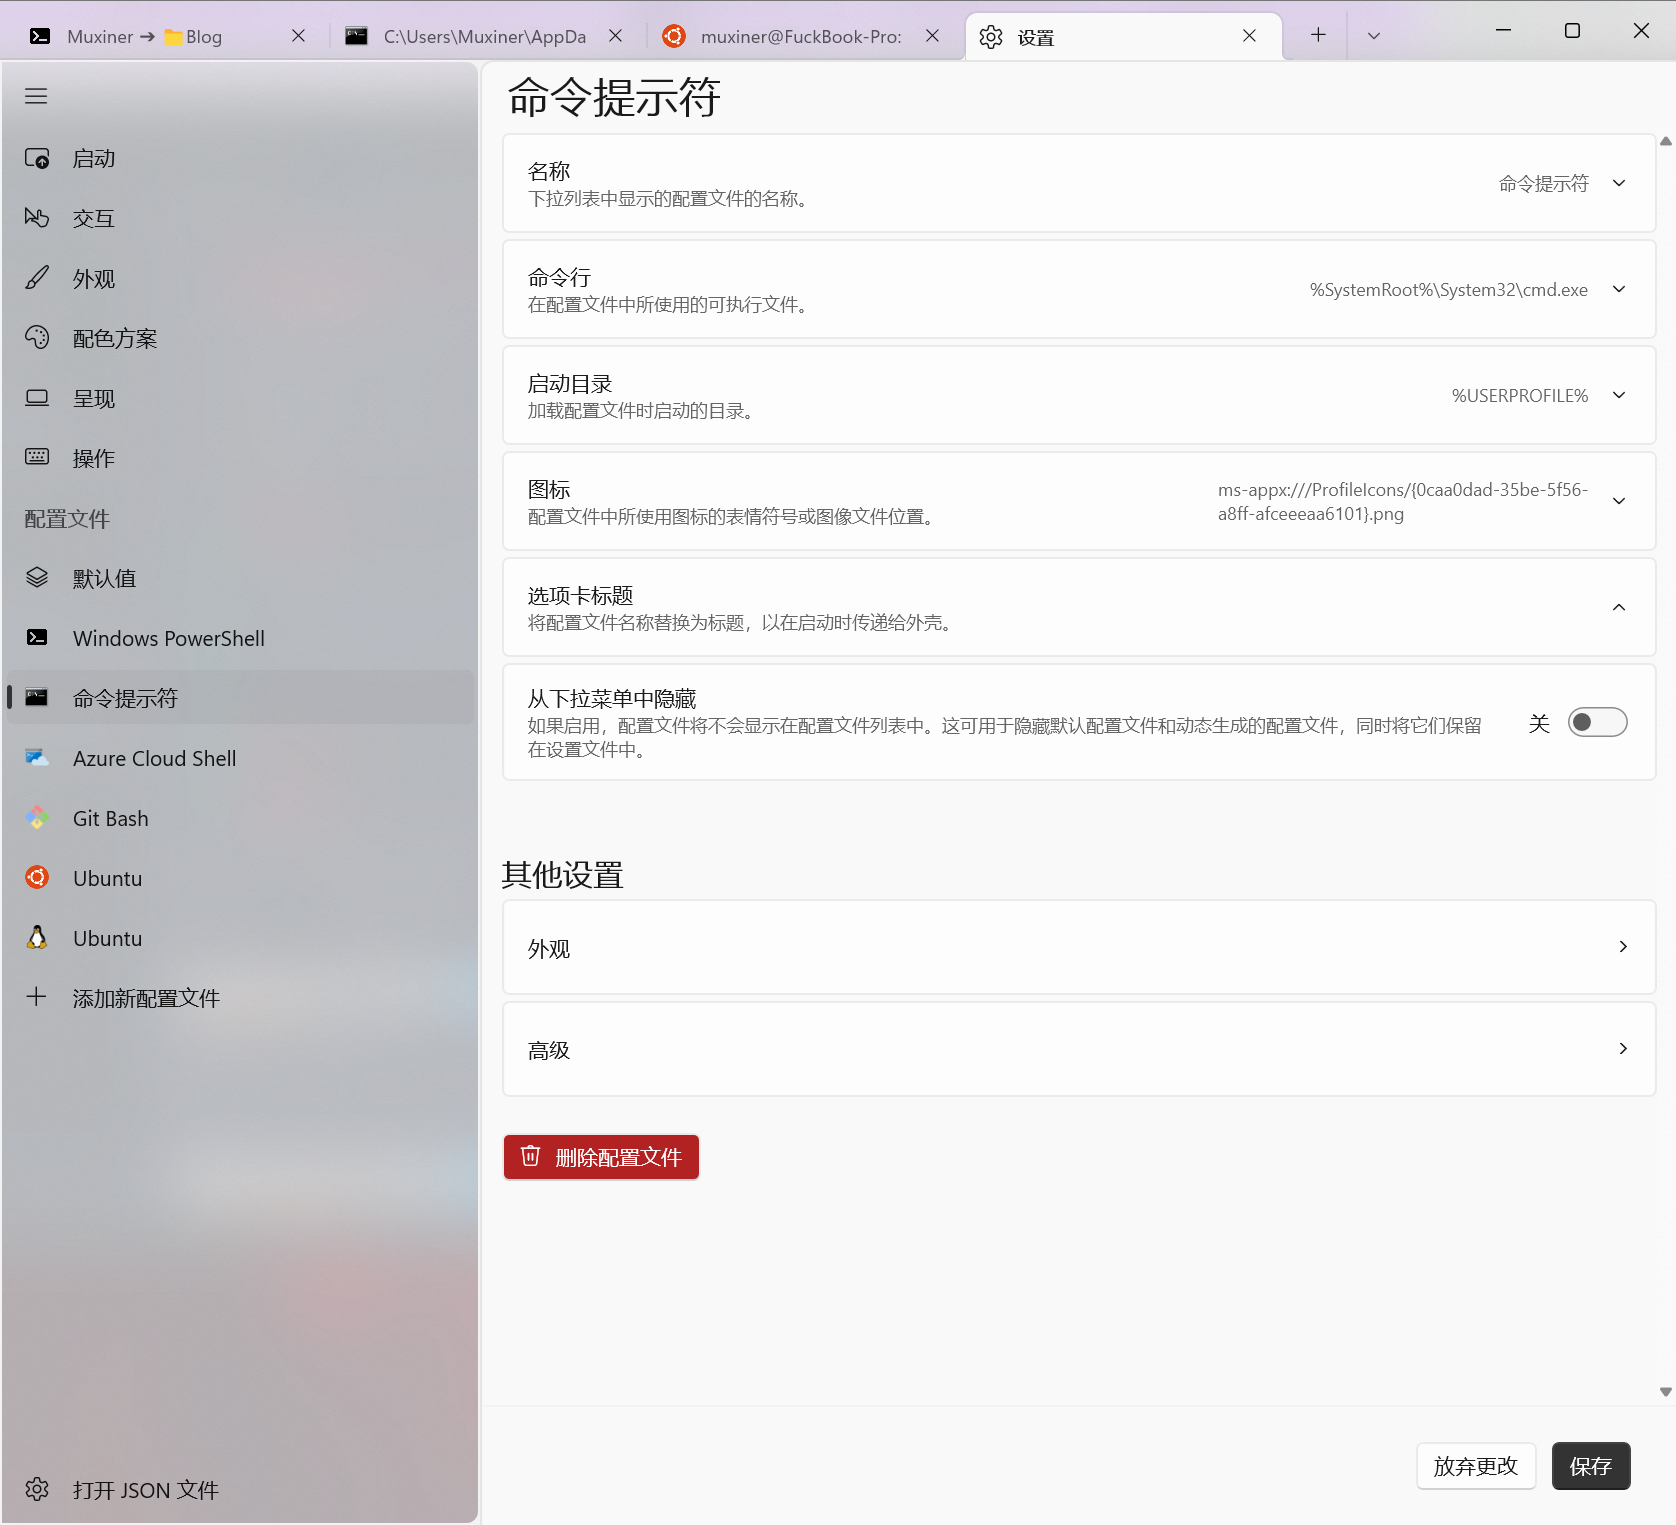 Muxiner → Blog
C:\Users\Muxiner\AppDa
muxiner@FuckBook-Pro:
设置
启动
交互
外观
配色方案
呈现
操作
配置文件
默认值
Windows PowerShell
命令提示符
Azure Cloud Shell
Git Bash
Ubuntu
Ubuntu
添加新配置文件
打开 JSON 文件
命令提示符
名称
下拉列表中显示的配置文件的名称。
命令提示符
命令行
在配置文件中所使用的可执行文件。
%SystemRoot%\System32\cmd.exe
启动目录
加载配置文件时启动的目录。
%USERPROFILE%
图标
配置文件中所使用图标的表情符号或图像文件位置。
ms-appx:///ProfileIcons/{0caa0dad-35be-5f56-
a8ff-afceeeaa6101}.png
选项卡标题
将配置文件名称替换为标题，以在启动时传递给外壳。
从下拉菜单中隐藏
如果启用，配置文件将不会显示在配置文件列表中。这可用于隐藏默认配置文件和动态生成的配置文件，同时将它们保留
在设置文件中。
关
其他设置
外观
高级
删除配置文件
放弃更改
保存